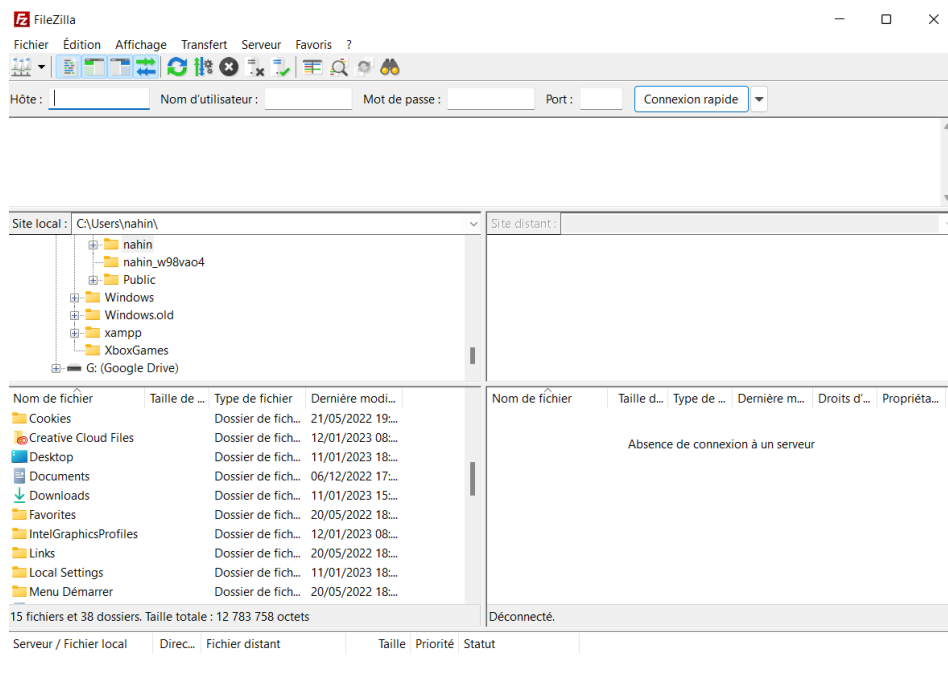 FileZilla
Fichier Édition Affichage Transfert Serveur Favoris ?
Hôte : Nom d'utilisateur : Mot de passe : Port : Connexion rapide
Site local : C:\Users\nahin\
Site distant :
nahin
nahin_w98vao4
Public
Windows
Windows.old
xampp
XboxGames
G: (Google Drive)
Nom de fichier Taille de ... Type de fichier Dernière modi...
Cookies Dossier de fich... 21/05/2022 19:...
Creative Cloud Files Dossier de fich... 12/01/2023 08:...
Desktop Dossier de fich... 11/01/2023 18:...
Documents Dossier de fich... 06/12/2022 17:...
Downloads Dossier de fich... 11/01/2023 15:...
Favorites Dossier de fich... 20/05/2022 18:...
IntelGraphicsProfiles Dossier de fich... 12/01/2023 08:...
Links Dossier de fich... 20/05/2022 18:...
Local Settings Dossier de fich... 11/01/2023 18:...
Menu Démarrer Dossier de fich... 20/05/2022 18:...
15 fichiers et 38 dossiers. Taille totale : 12 783 758 octets
Nom de fichier Taille d... Type de ... Dernière m... Droits d'... Propriéta...
Absence de connexion à un serveur
Déconnecté.
Serveur / Fichier local Direc... Fichier distant Taille Priorité Statut